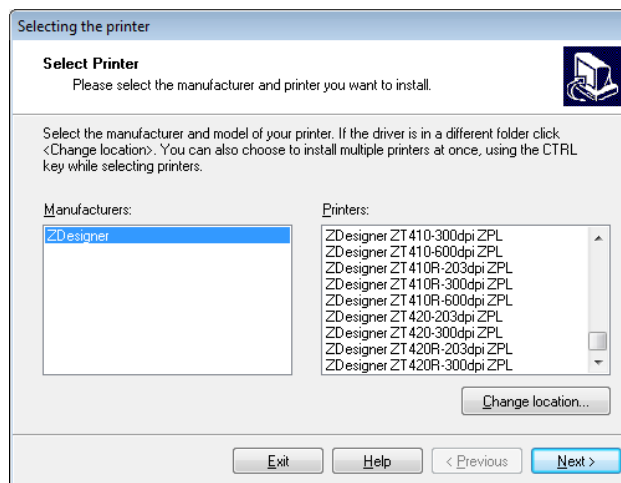 Selecting the printer
Select Printer
Please select the manufacturer and printer you want to install.
Select the manufacturer and model of your printer. If the driver is in a different folder click
<Change location>. You can also choose to install multiple printers at once, using the CTRL
key while selecting printers.
Manufacturers:
ZDesigner
Printers:
ZDesigner ZT410-300dpi ZPL
ZDesigner ZT410-600dpi ZPL
ZDesigner ZT410R-203dpi ZPL
ZDesigner ZT410R-300dpi ZPL
ZDesigner ZT410R-600dpi ZPL
ZDesigner ZT420-203dpi ZPL
ZDesigner ZT420-300dpi ZPL
ZDesigner ZT420R-203dpi ZPL
ZDesigner ZT420R-300dpi ZPL
Change location...
Exit
Help
< Previous
Next >